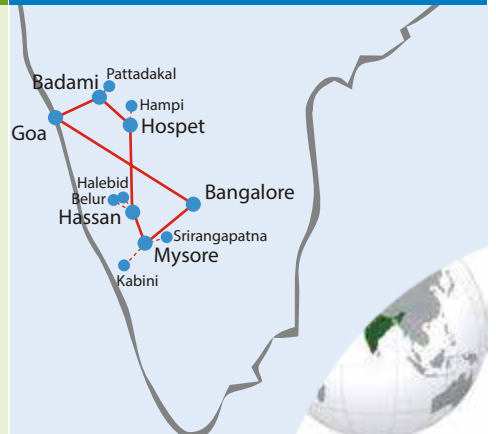 Pattadakal
Badami
Hampi
Goa
Hospet
Halebid
Belur
Bangalore
Hassan
Srirangapatna
Mysore
Kabini